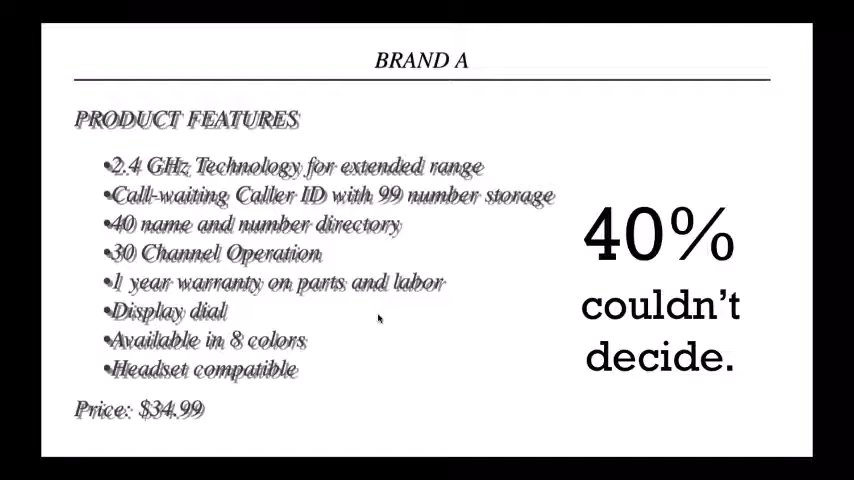 BRAND A
PRODUCT FEATURES
•2.4 GHz Technology for extended range
•Call-waiting Caller ID with 99 number storage
•40 name and number directory
•30 Channel Operation
•1 year warranty on parts and labor
•Display dial
•Available in 8 colors
•Headset compatible
Price: $34.99
40%
couldn't
decide.